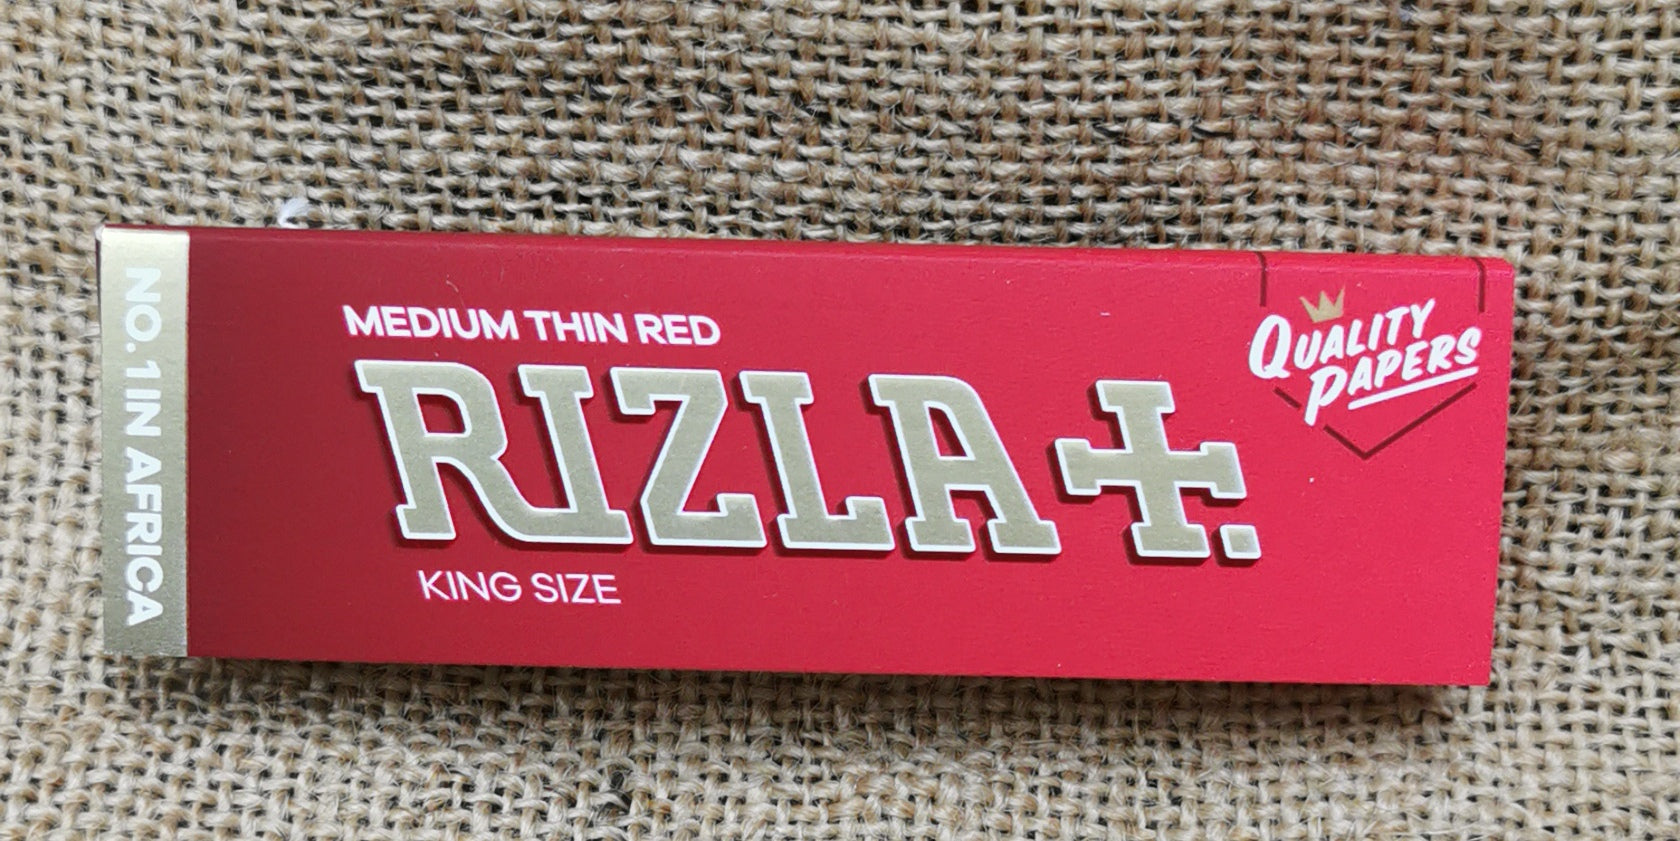 NO. 1 IN AFRICA
MEDIUM THIN RED
RIZLA+.
KING SIZE
QUALITY
PAPERS